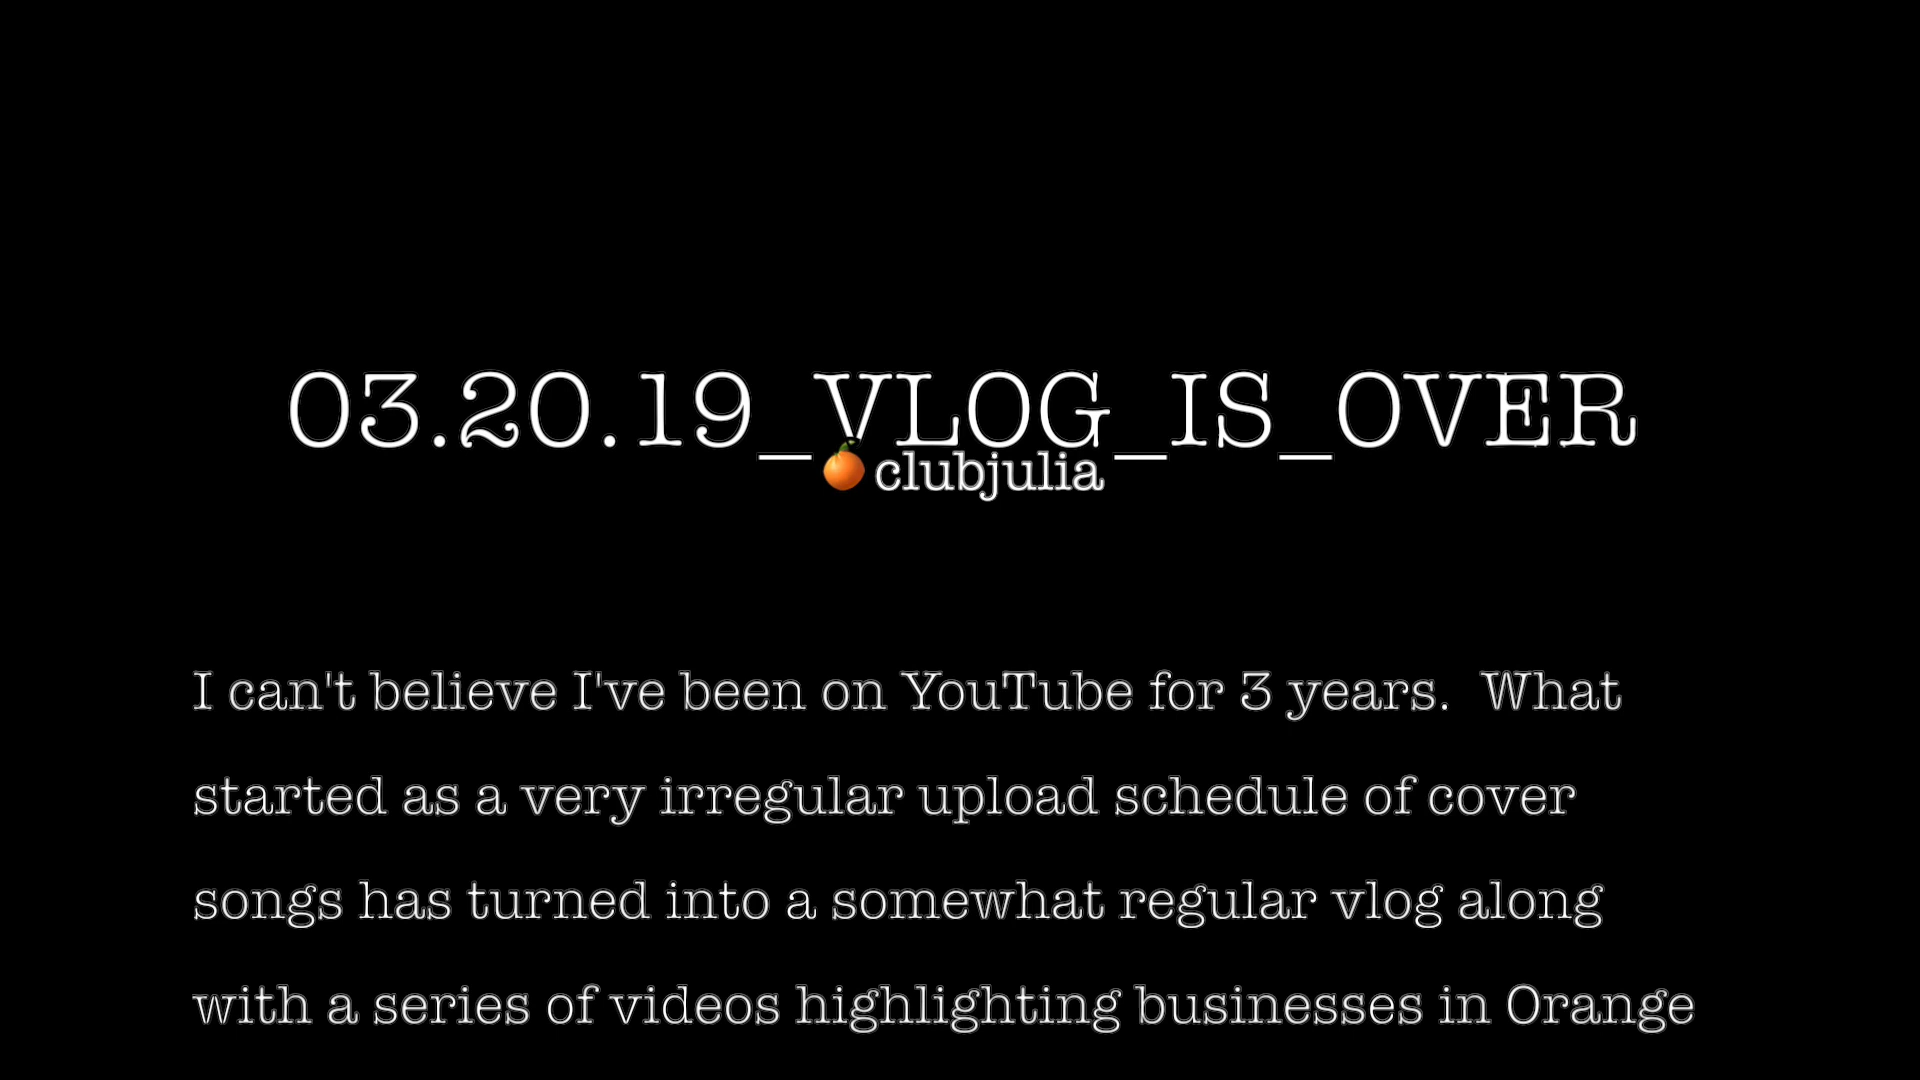 03.20.19_VLOG_IS_OVER
clubjulia
I can't believe I've been on YouTube for 3 years.  What
started as a very irregular upload schedule of cover
songs has turned into a somewhat regular vlog along
with a series of videos highlighting businesses in Orange